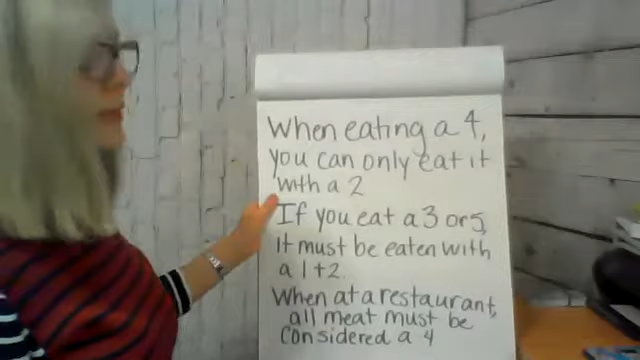 When eating a 4,
you can only eat it
with a 2
If you eat a 3 or 5,
it must be eaten with
a 1+2
When at a restaurant,
all meat must be
considered a 4